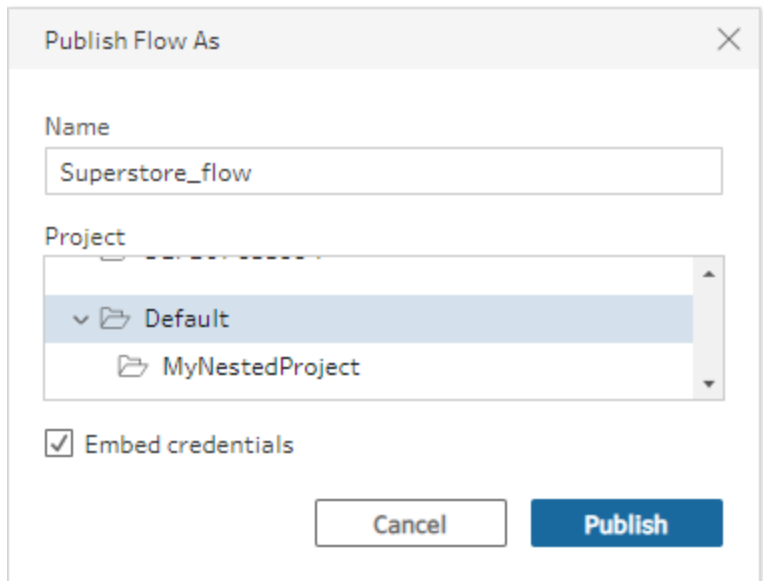 Publish Flow As
Name
Superstore_flow
Project
Default
MyNestedProject
Embed credentials
Cancel
Publish